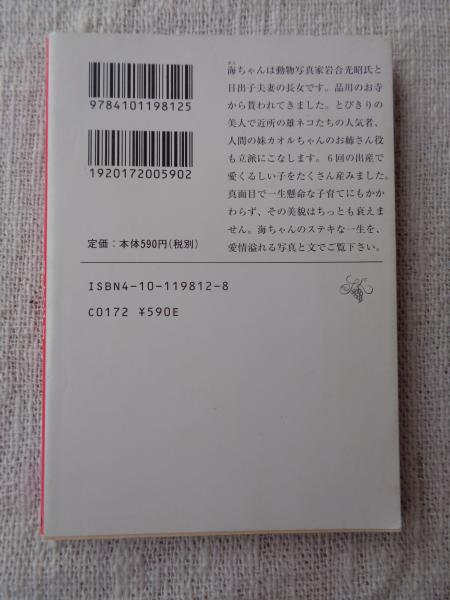 9784101198125
1920172005902
定価：本体590円（税別）
かい
海ちゃんは動物写真家岩合光昭氏と
日出子夫妻の長女です。品川のお寺
から貰われてきました。とびきりの
美人で近所の雄ネコたちの人気者、
人間の妹カオルちゃんのお姉さん役
も立派にこなします。6回の出産で
愛くるしい子をたくさん産みました。
真面目で一生懸命な子育てにもかか
わらず、その美貌はちっとも衰えま
せん。海ちゃんのステキな一生を、
愛情溢れる写真と文でご覧下さい。
ISBN4-10-119812-8
C0172 ¥590E